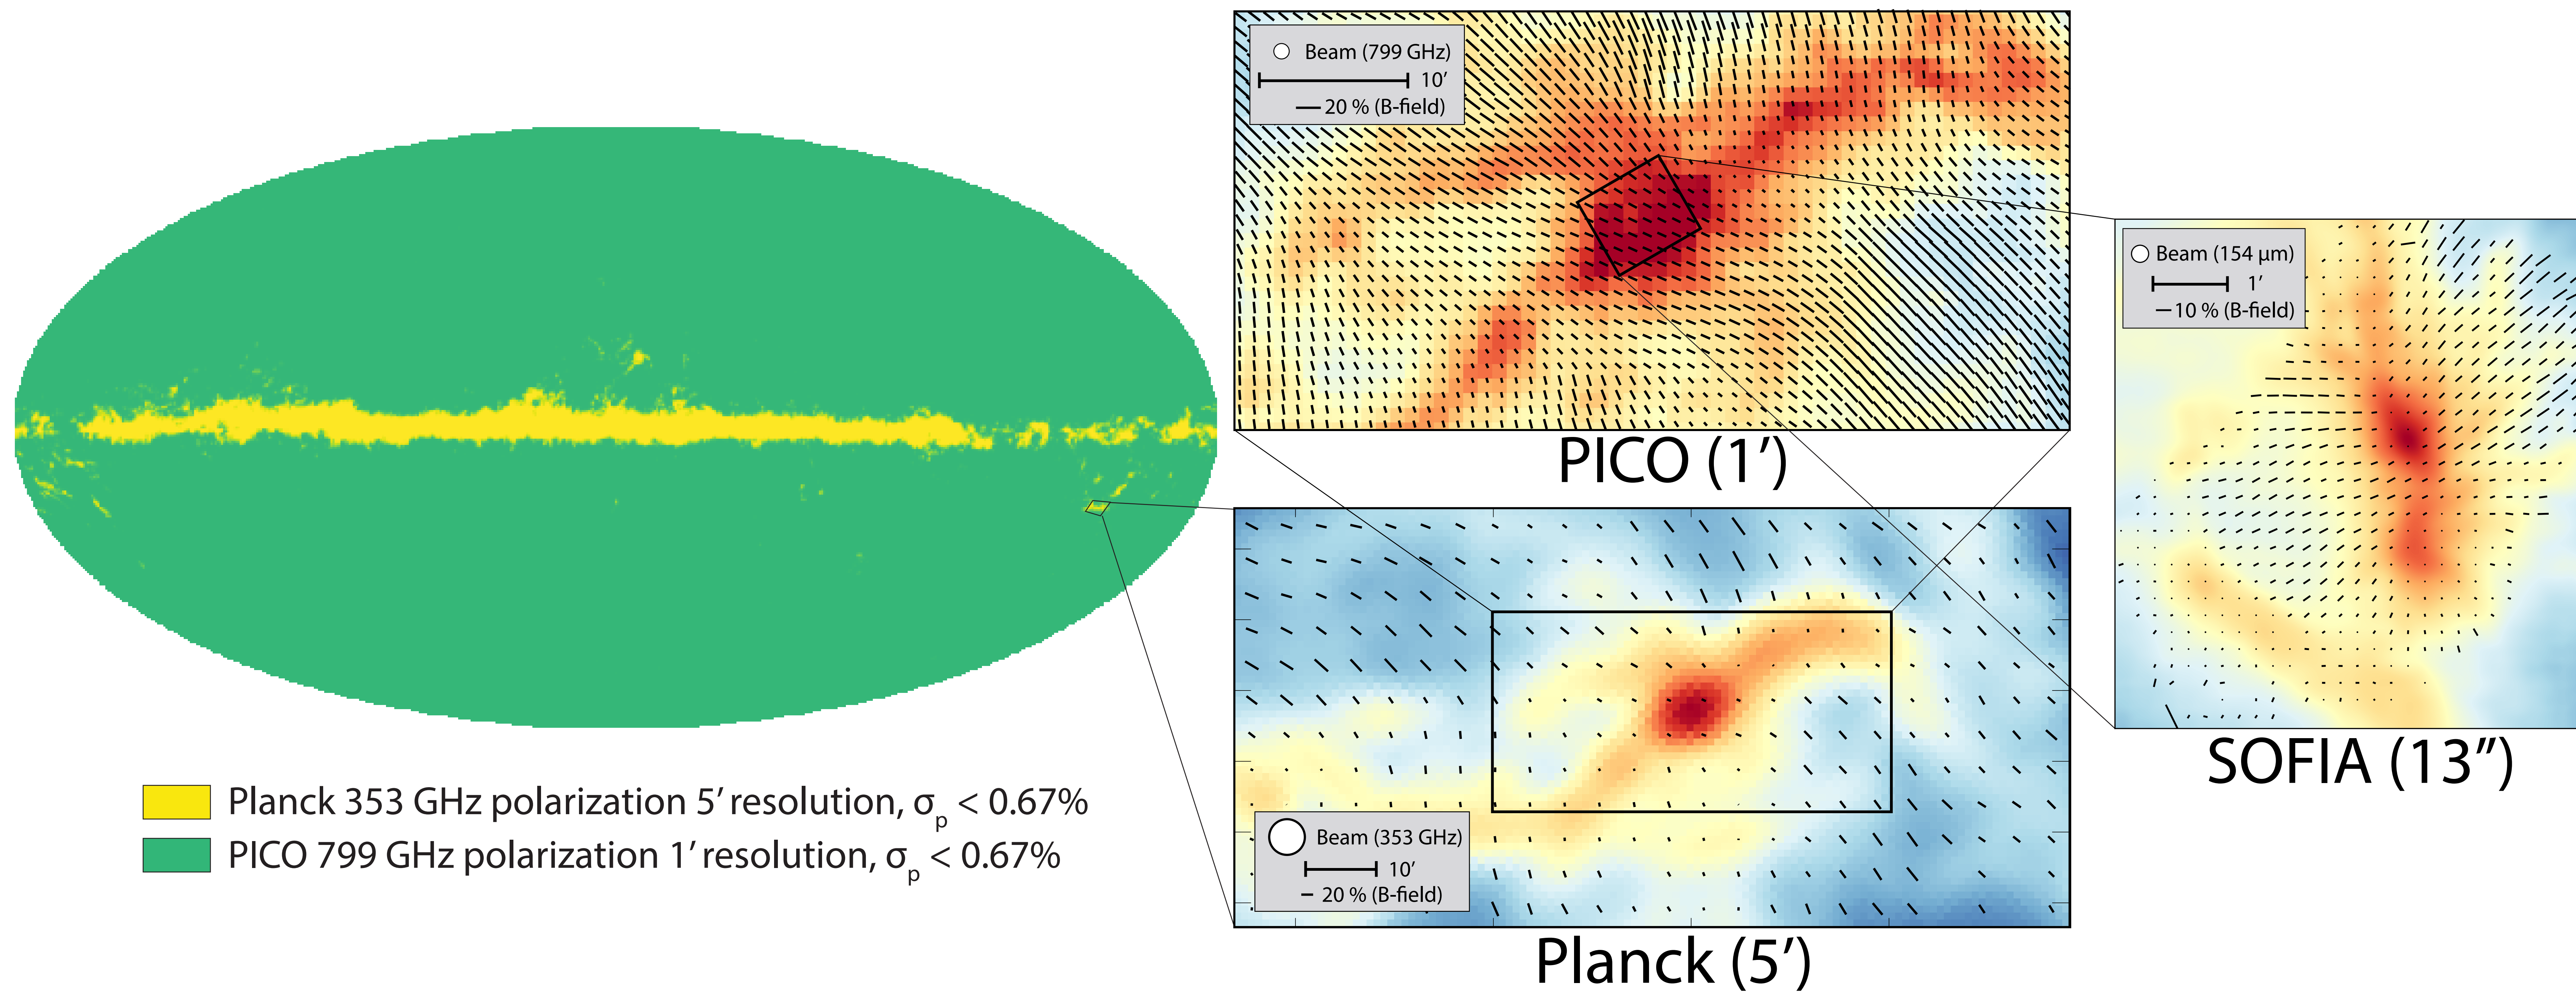 Beam (799 GHz)
10′
20 % (B-field)
PICO (1′)
Beam (154 μm)
1′
10 % (B-field)
SOFIA (13″)
Beam (353 GHz)
10′
20 % (B-field)
Planck (5′)
Planck 353 GHz polarization 5′ resolution, σp < 0.67%
PICO 799 GHz polarization 1′ resolution, σp < 0.67%